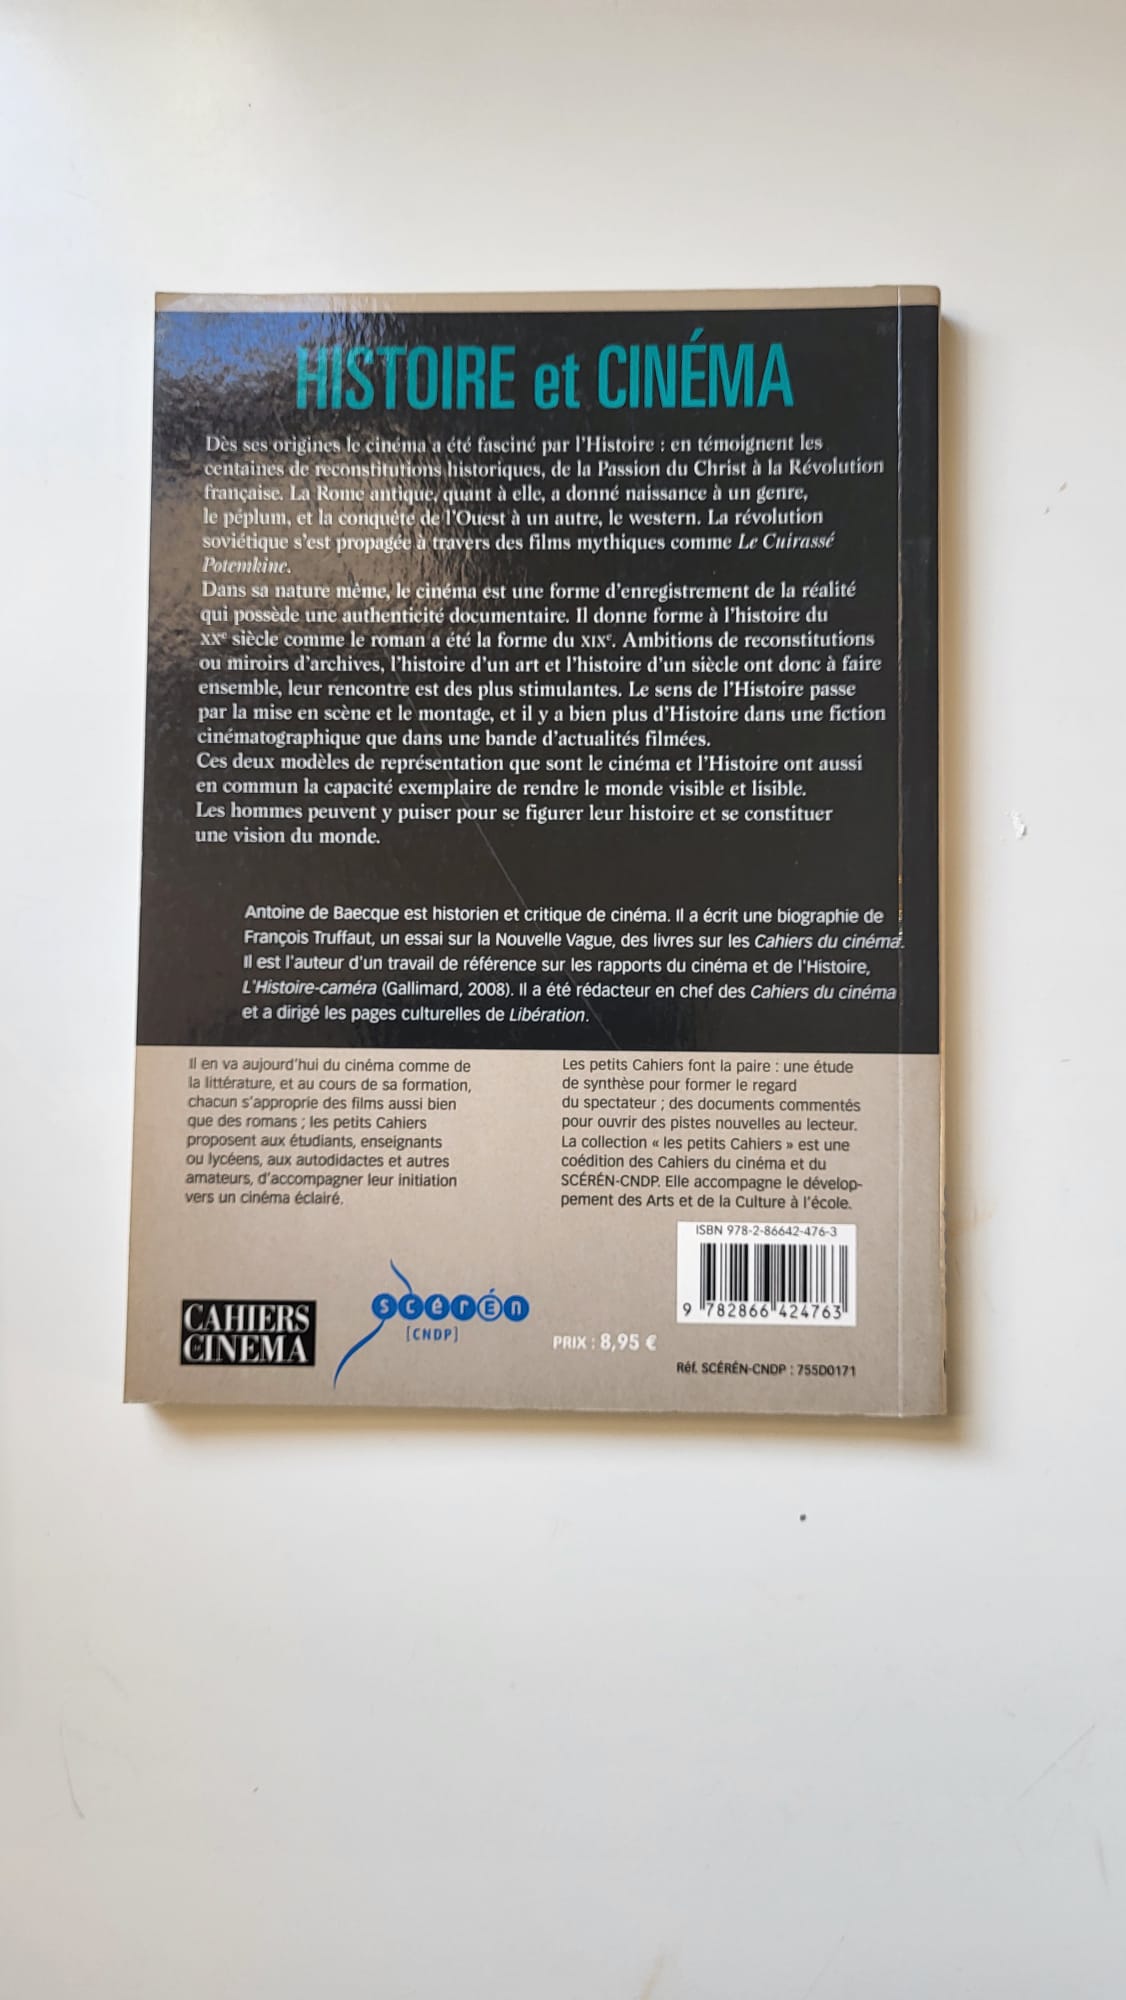 HISTOIRE et CINÉMA
Dès ses origines le cinéma a été fasciné par l'Histoire : en témoignent les
centaines de reconstitutions historiques, de la Passion du Christ à la Révolution
française. La Rome antique, quant à elle, a donné naissance à un genre,
le péplum, et la conquête de l'Ouest à un autre, le western. La révolution
soviétique s'est propagée à travers des films mythiques comme Le Cuirassé
Potemkine.
Dans sa nature même, le cinéma est une forme d'enregistrement de la réalité
qui possède une authenticité documentaire. Il donne forme à l'histoire du
XXe siècle comme le roman a été la forme du XIXe. Ambitions de reconstitutions
ou miroirs d'archives, l'histoire d'un art et l'histoire d'un siècle ont donc à faire
ensemble, leur rencontre est des plus stimulantes. Le sens de l'Histoire passe
par la mise en scène et le montage, et il y a bien plus d'Histoire dans une fiction
cinématographique que dans une bande d'actualités filmées.
Ces deux modèles de représentation que sont le cinéma et l'Histoire ont aussi
en commun la capacité exemplaire de rendre le monde visible et lisible.
Les hommes peuvent y puiser pour se figurer leur histoire et se constituer
une vision du monde.
Antoine de Baecque est historien et critique de cinéma. Il a écrit une biographie de
François Truffaut, un essai sur la Nouvelle Vague, des livres sur les Cahiers du cinéma.
Il est l'auteur d'un travail de référence sur les rapports du cinéma et de l'Histoire,
L'Histoire-caméra (Gallimard, 2008). Il a été rédacteur en chef des Cahiers du cinéma
et a dirigé les pages culturelles de Libération.
Il en va aujourd'hui du cinéma comme de
la littérature, et au cours de sa formation,
chacun s'approprie des films aussi bien
que des romans ; les petits Cahiers
proposent aux étudiants, enseignants
ou lycéens, aux autodidactes et autres
amateurs, d'accompagner leur initiation
vers un cinéma éclairé.
Les petits Cahiers font la paire : une étude
de synthèse pour former le regard
du spectateur ; des documents commentés
pour ouvrir des pistes nouvelles au lecteur.
La collection « les petits Cahiers » est une
coédition des Cahiers du cinéma et du
SCÉRÉN-CNDP. Elle accompagne le dévelop-
pement des Arts et de la Culture à l'école.
ISBN 978-2-86642-476-3
9 782866 424763
CAHIERS
DU CINEMA
scérÉn
[CNDP]
PRIX : 8,95 €
Réf. SCÉRÉN-CNDP : 755D0171